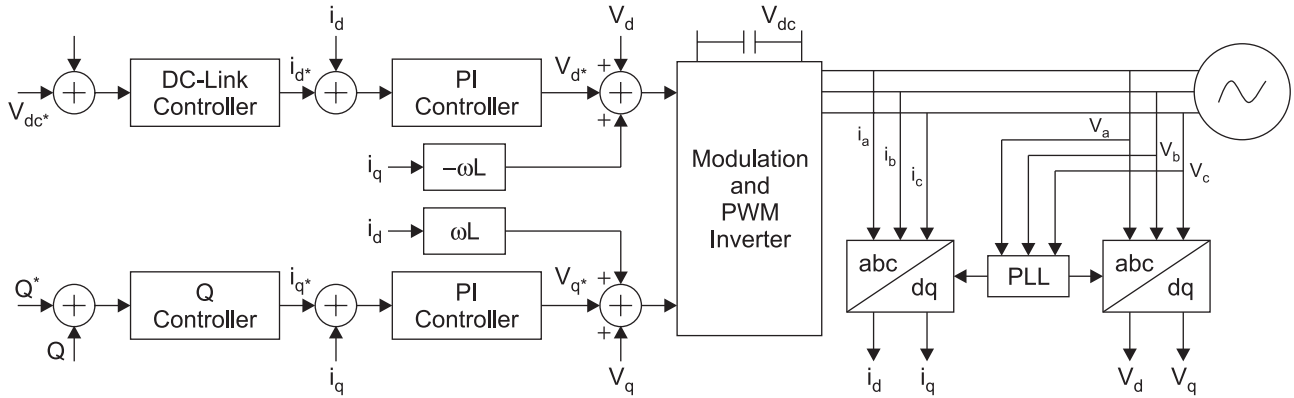 i_d
V_d
V_dc
V_dc*
DC-Link
Controller
i_d*
PI
Controller
V_d*
+
+
i_q
−ωL
i_d
ωL
Q*
Q
Q
Controller
i_q*
i_q
PI
Controller
V_q*
+
+
V_q
Modulation
and
PWM
Inverter
i_a
i_b
i_c
V_a
V_b
V_c
abc
dq
PLL
abc
dq
i_d
i_q
V_d
V_q